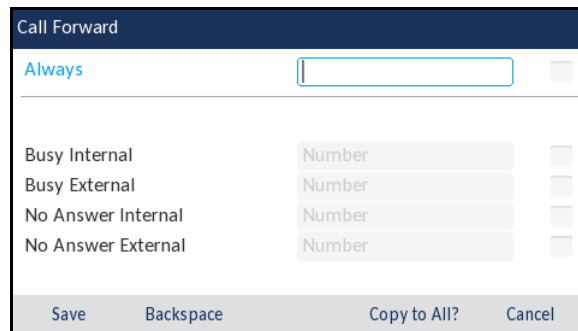 Call Forward
Always
Busy Internal Number
Busy External Number
No Answer Internal Number
No Answer External Number
Save Backspace Copy to All? Cancel